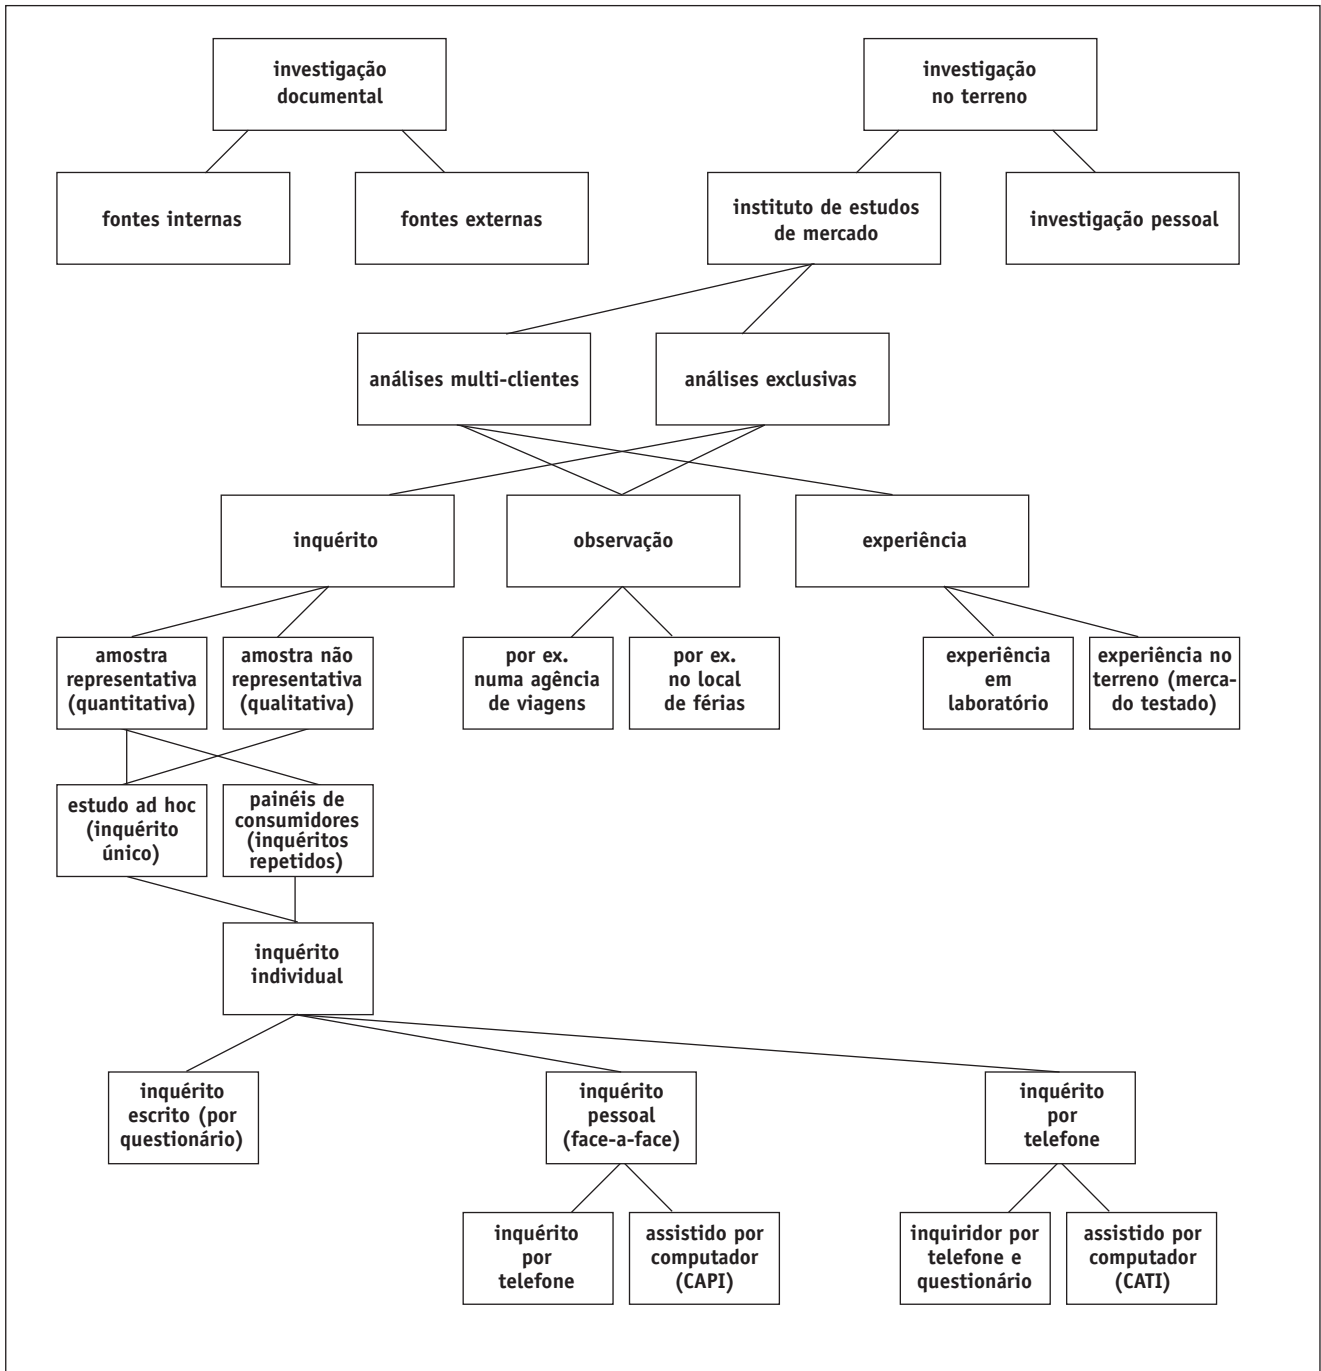 investigação
documental
investigação
no terreno
fontes internas
fontes externas
instituto de estudos
de mercado
investigação pessoal
análises multi-clientes
análises exclusivas
inquérito
observação
experiência
amostra
representativa
(quantitativa)
amostra não
representativa
(qualitativa)
por ex.
numa agência
de viagens
por ex.
no local
de férias
experiência
em
laboratório
experiência no
terreno (merca-
do testado)
estudo ad hoc
(inquérito
único)
painéis de
consumidores
(inquéritos
repetidos)
inquérito
individual
inquérito
escrito (por
questionário)
inquérito
pessoal
(face-a-face)
inquérito
por
telefone
inquérito
por
telefone
assistido por
computador
(CAPI)
inquiridor por
telefone e
questionário
assistido por
computador
(CATI)